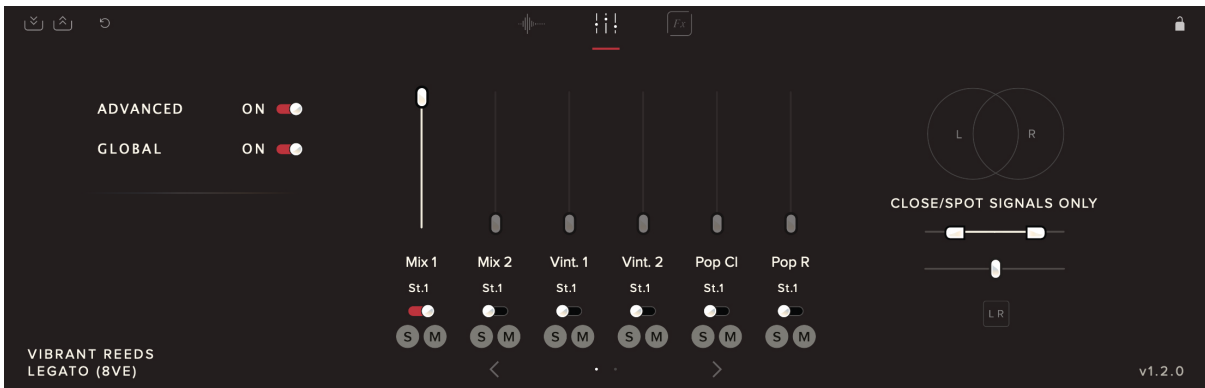 Fx
ADVANCED ON
GLOBAL ON
L R
CLOSE/SPOT SIGNALS ONLY
Mix 1 Mix 2 Vint. 1 Vint. 2 Pop Cl Pop R
St.1 St.1 St.1 St.1 St.1 St.1
S M S M S M S M S M S M
L R
VIBRANT REEDS
LEGATO (8VE)
v1.2.0